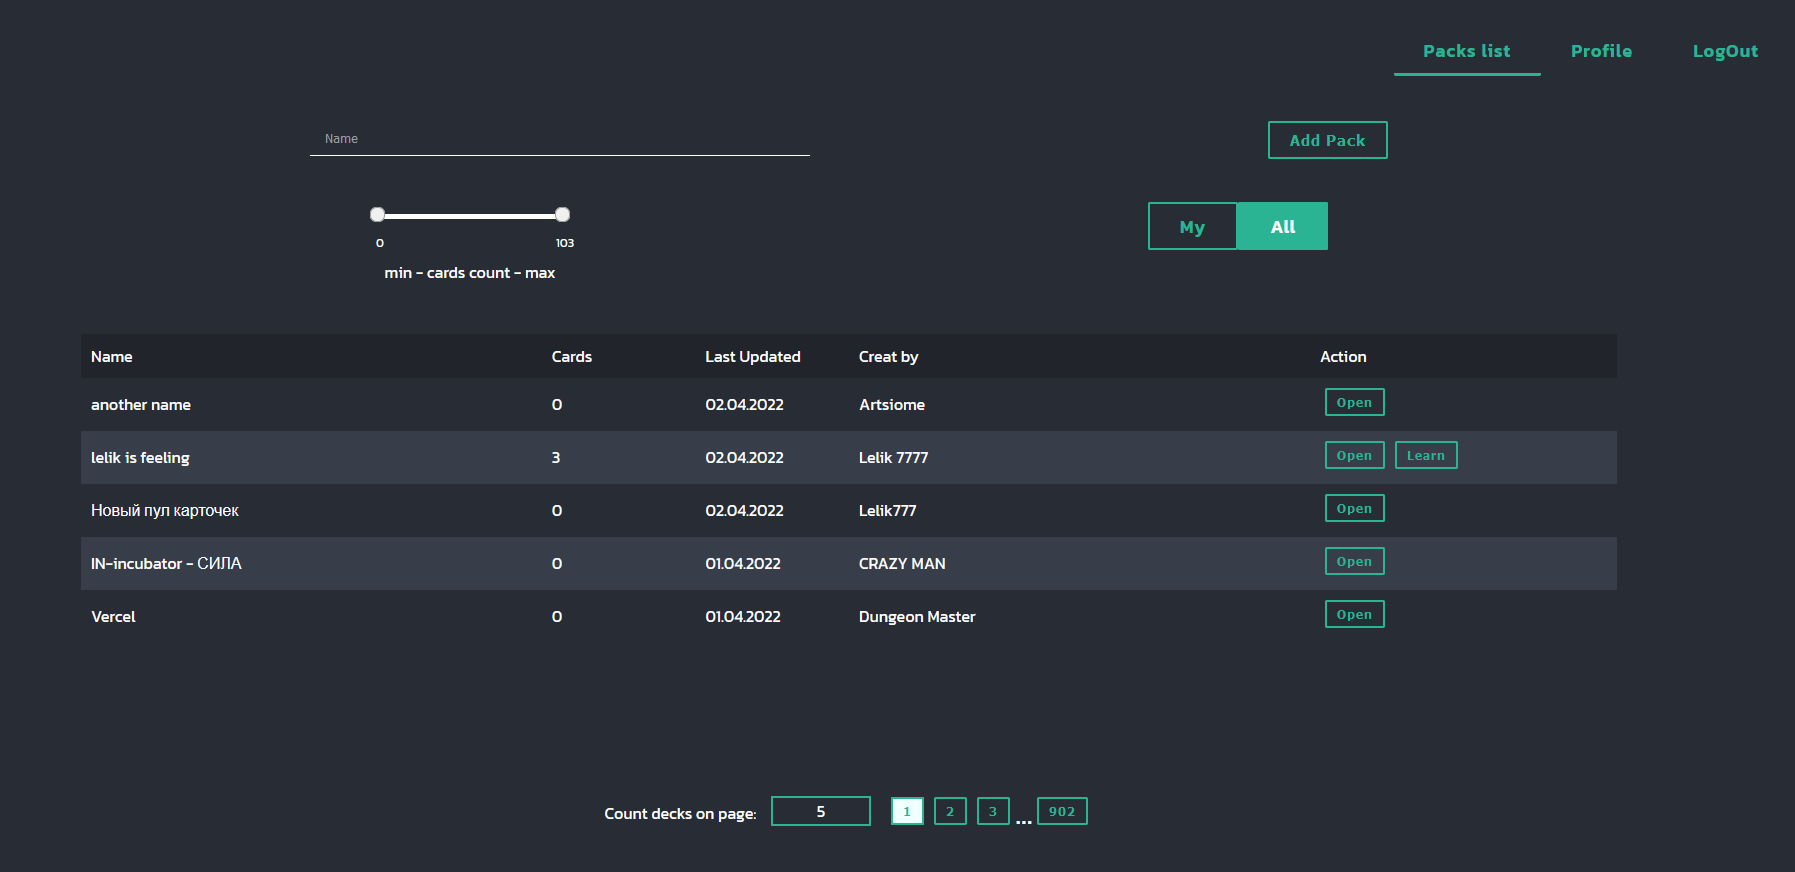 Packs list Profile LogOut
Name
Add Pack
My All
0 103
min - cards count - max
Name Cards Last Updated Creat by Action
another name 0 02.04.2022 Artsiome Open
lelik is feeling 3 02.04.2022 Lelik 7777 Open Learn
Новый пул карточек 0 02.04.2022 Lelik777 Open
IN-incubator - СИЛА 0 01.04.2022 CRAZY MAN Open
Vercel 0 01.04.2022 Dungeon Master Open
Count decks on page: 5 1 2 3 ... 902